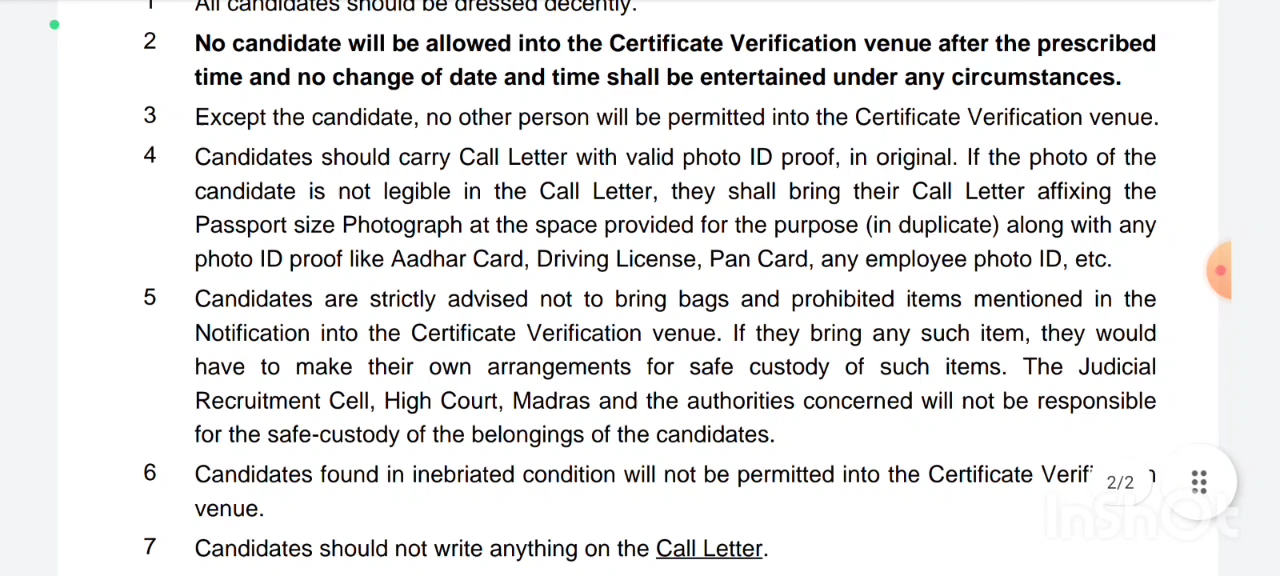 1 All candidates should be dressed decently.
2 No candidate will be allowed into the Certificate Verification venue after the prescribed
time and no change of date and time shall be entertained under any circumstances.
3 Except the candidate, no other person will be permitted into the Certificate Verification venue.
4 Candidates should carry Call Letter with valid photo ID proof, in original. If the photo of the
candidate is not legible in the Call Letter, they shall bring their Call Letter affixing the
Passport size Photograph at the space provided for the purpose (in duplicate) along with any
photo ID proof like Aadhar Card, Driving License, Pan Card, any employee photo ID, etc.
5 Candidates are strictly advised not to bring bags and prohibited items mentioned in the
Notification into the Certificate Verification venue. If they bring any such item, they would
have to make their own arrangements for safe custody of such items. The Judicial
Recruitment Cell, High Court, Madras and the authorities concerned will not be responsible
for the safe-custody of the belongings of the candidates.
6 Candidates found in inebriated condition will not be permitted into the Certificate
2/2
venue.
InShOt
7 Candidates should not write anything on the Call Letter.